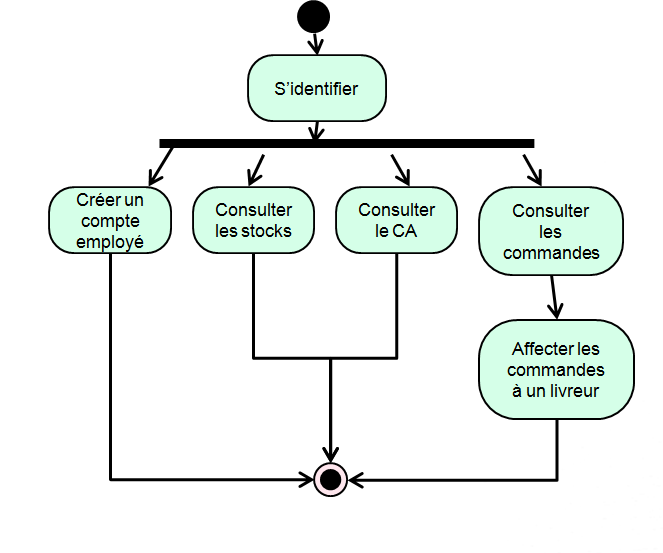 S'identifier
Créer un
compte
employé
Consulter
les stocks
Consulter
le CA
Consulter
les
commandes
Affecter les
commandes
à un livreur